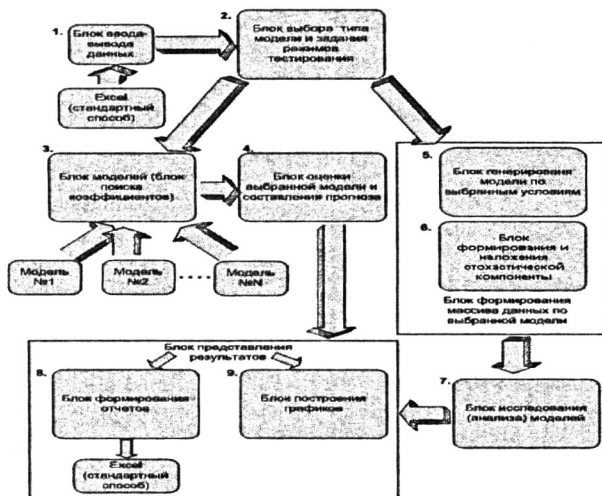 1.
Блок ввода-
вывода
данных
Excel
(стандартный
способ)
2.
Блок выбора типа
модели и задания
режимов
тестирования
3.
Блок моделей (блок
поиска
коэффициентов)
4.
Блок оценки
выбранной модели и
составления прогноза
Модель
№1
Модель
№2
Модель
№N
5.
Блок генерирования
модели по
выбранным условиям
6.
Блок
формирования и
наложения
стохастической
компоненты
Блок формирования
массива данных по
выбранной модели
7.
Блок исследования
(анализа) моделей
Блок представления
результатов
8.
Блок формирования
отчетов
Excel
(стандартный
способ)
9.
Блок построения
графиков